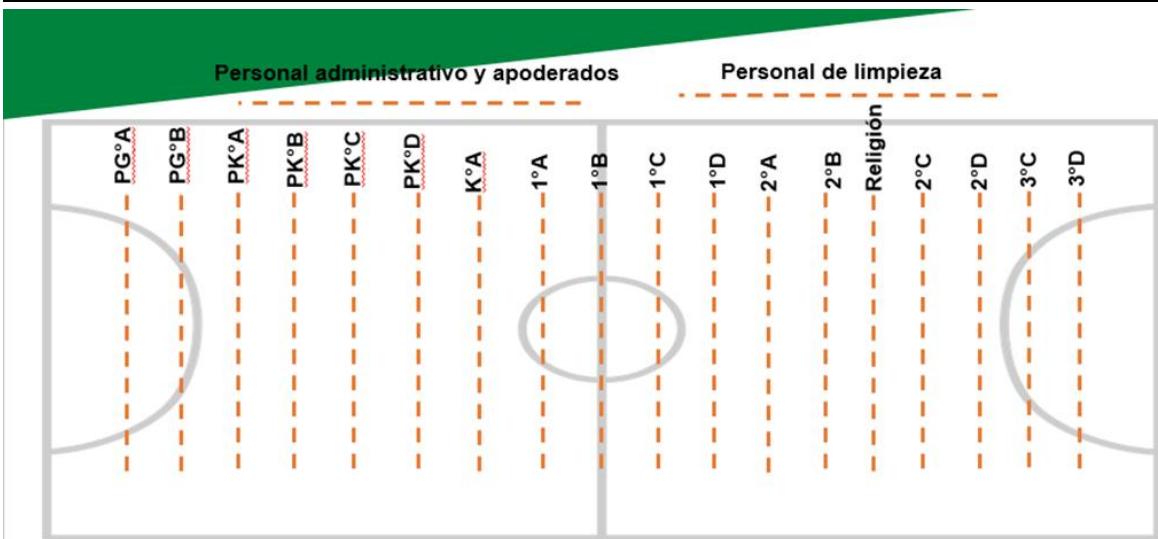 Personal administrativo y apoderados
Personal de limpieza
PG°A
PG°B
PK°A
PK°B
PK°C
PK°D
K°A
1°A
1°B
1°C
1°D
2°A
2°B
Religión
2°C
2°D
3°C
3°D